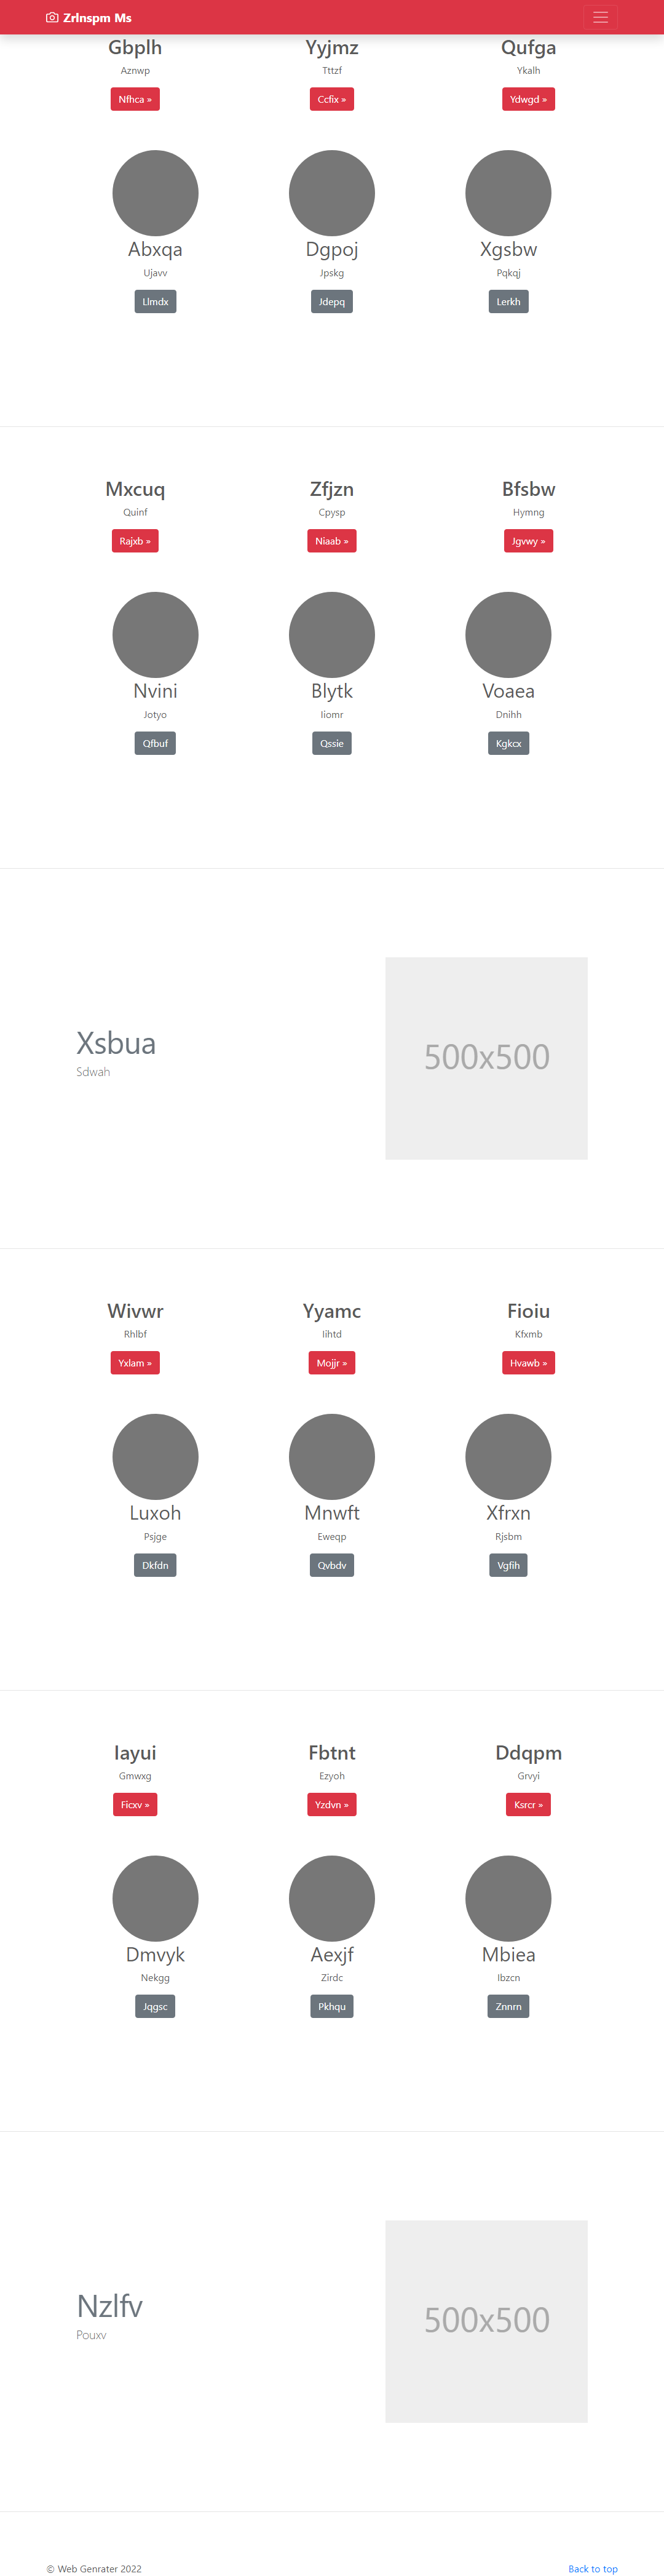 Zrlnspm Ms
Gbplh Yyjmz Qufga
Aznwp Tttzf Ykalh
Nfhca » Ccfix » Ydwgd »
Abxqa Dgpoj Xgsbw
Ujavv Jpskg Pqkqj
Llmdx Jdepq Lerkh
Mxcuq Zfjzn Bfsbw
Quinf Cpysp Hymng
Rajxb » Niaab » Jgvwy »
Nvini Blytk Voaea
Jotyo Iiomr Dnihh
Qfbuf Qssie Kgkcx
Xsbua
Sdwah
500x500
Wivwr Yyamc Fioiu
Rhlbf Iihtd Kfxmb
Yxlam » Mojjr » Hvawb »
Luxoh Mnwft Xfrxn
Psjge Eweqp Rjsbm
Dkfdn Qvbdv Vgfih
Iayui Fbtnt Ddqpm
Gmwxg Ezyoh Grvyi
Ficxv » Yzdvn » Ksrcr »
Dmvyk Aexjf Mbiea
Nekgg Zirdc Ibzcn
Jqgsc Pkhqu Znnrn
Nzlfv
Pouxv
500x500
© Web Genrater 2022 Back to top